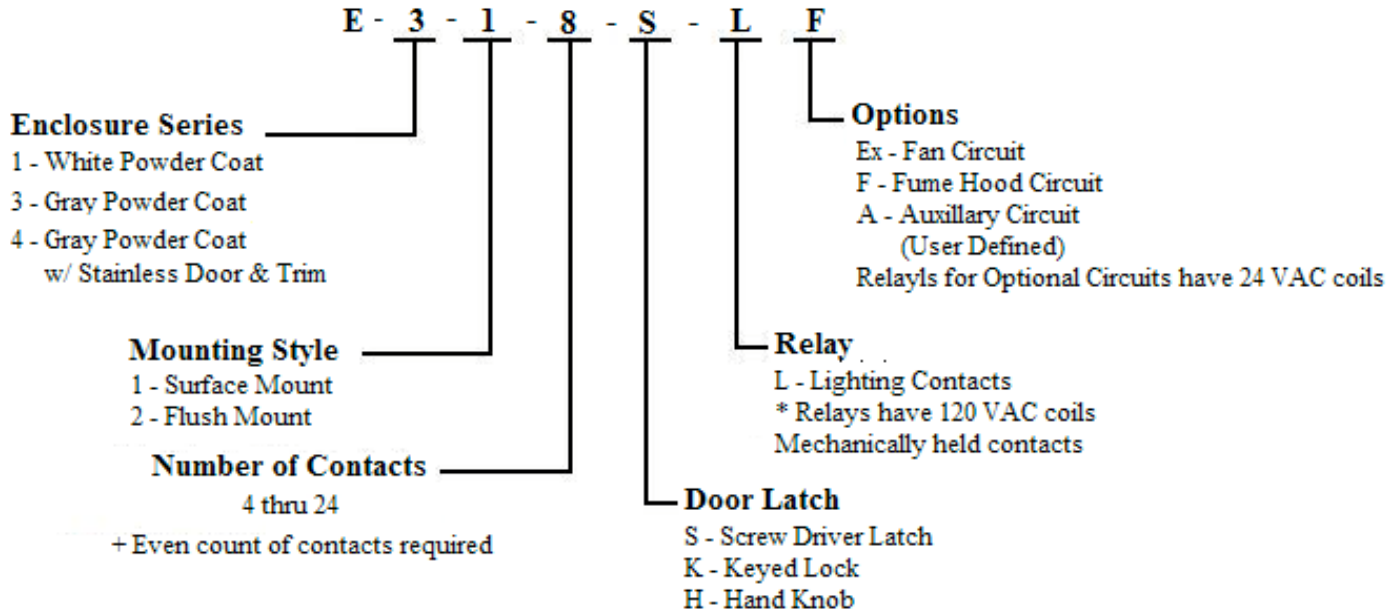 E - 3 - 1 - 8 - S - L F
Enclosure Series
1 - White Powder Coat
3 - Gray Powder Coat
4 - Gray Powder Coat
w/ Stainless Door & Trim
Mounting Style
1 - Surface Mount
2 - Flush Mount
Number of Contacts
4 thru 24
+ Even count of contacts required
Options
Ex - Fan Circuit
F - Fume Hood Circuit
A - Auxillary Circuit
(User Defined)
Relayls for Optional Circuits have 24 VAC coils
Relay
L - Lighting Contacts
* Relays have 120 VAC coils
Mechanically held contacts
Door Latch
S - Screw Driver Latch
K - Keyed Lock
H - Hand Knob